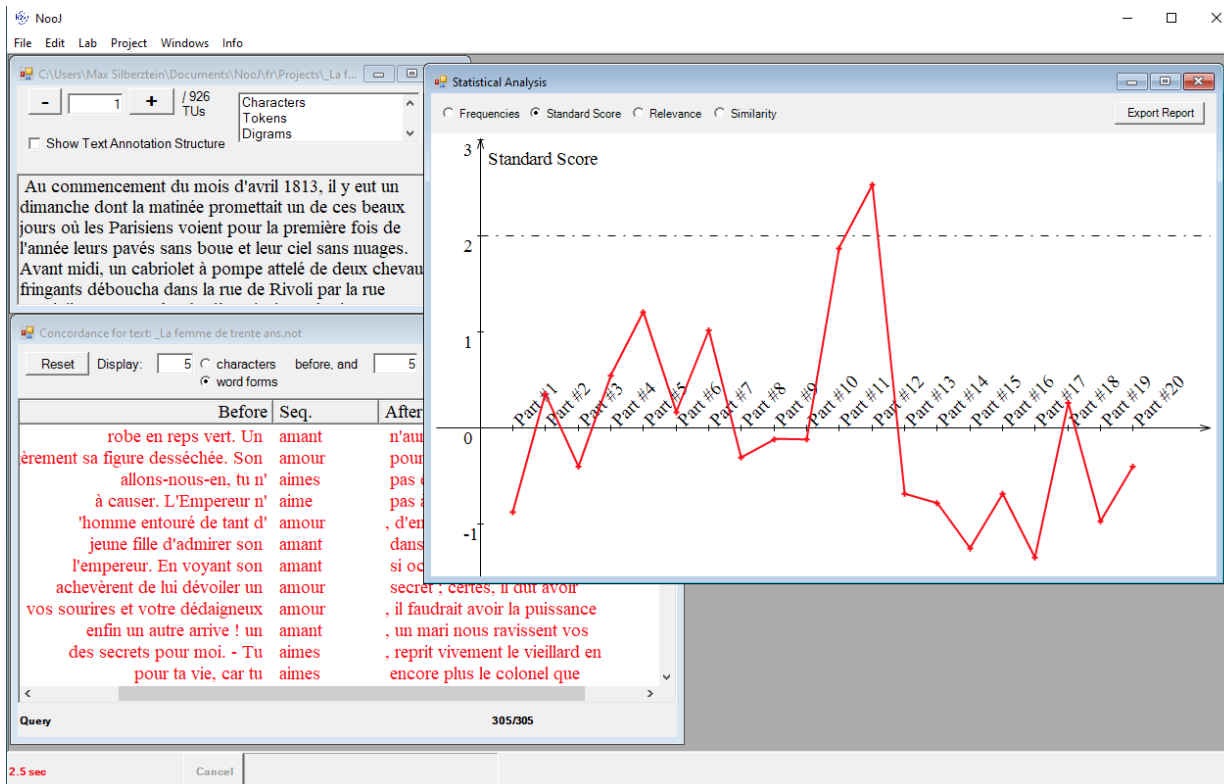 NooJ
File Edit Lab Project Windows Info
C:\Users\Max Silberztein\Documents\NooJ\fr\Projects\_La f...
- 1 + / 926 TUs
Characters
Tokens
Digrams
Show Text Annotation Structure
Au commencement du mois d'avril 1813, il y eut un
dimanche dont la matinée promettait un de ces beaux
jours où les Parisiens voient pour la première fois de
l'année leurs pavés sans boue et leur ciel sans nuages.
Avant midi, un cabriolet à pompe attelé de deux chevau
fringants déboucha dans la rue de Rivoli par la rue
Concordance for text: _La femme de trente ans.not
Reset Display: 5 characters before, and 5
word forms
Before Seq. After
robe en reps vert. Un amant n'aur
èrement sa figure desséchée. Son amour pour
allons-nous-en, tu n' aimes pas
à causer. L'Empereur n' aime pas
'homme entouré de tant d' amour , d'en
jeune fille d'admirer son amant dans
l'empereur. En voyant son amant si oc
achevèrent de lui dévoiler un amour secret ; certes, il dut avoir
vos sourires et votre dédaigneux amour , il faudrait avoir la puissance
enfin un autre arrive ! un amant , un mari nous ravissent vos
des secrets pour moi. - Tu aimes , reprit vivement le vieillard en
pour ta vie, car tu aimes encore plus le colonel que
Query 305/305
2.5 sec Cancel
Statistical Analysis
Frequencies Standard Score Relevance Similarity Export Report
Standard Score
3
2
1
0
-1
Part #1
Part #2
Part #3
Part #4
Part #5
Part #6
Part #7
Part #8
Part #9
Part #10
Part #11
Part #12
Part #13
Part #14
Part #15
Part #16
Part #17
Part #18
Part #19
Part #20